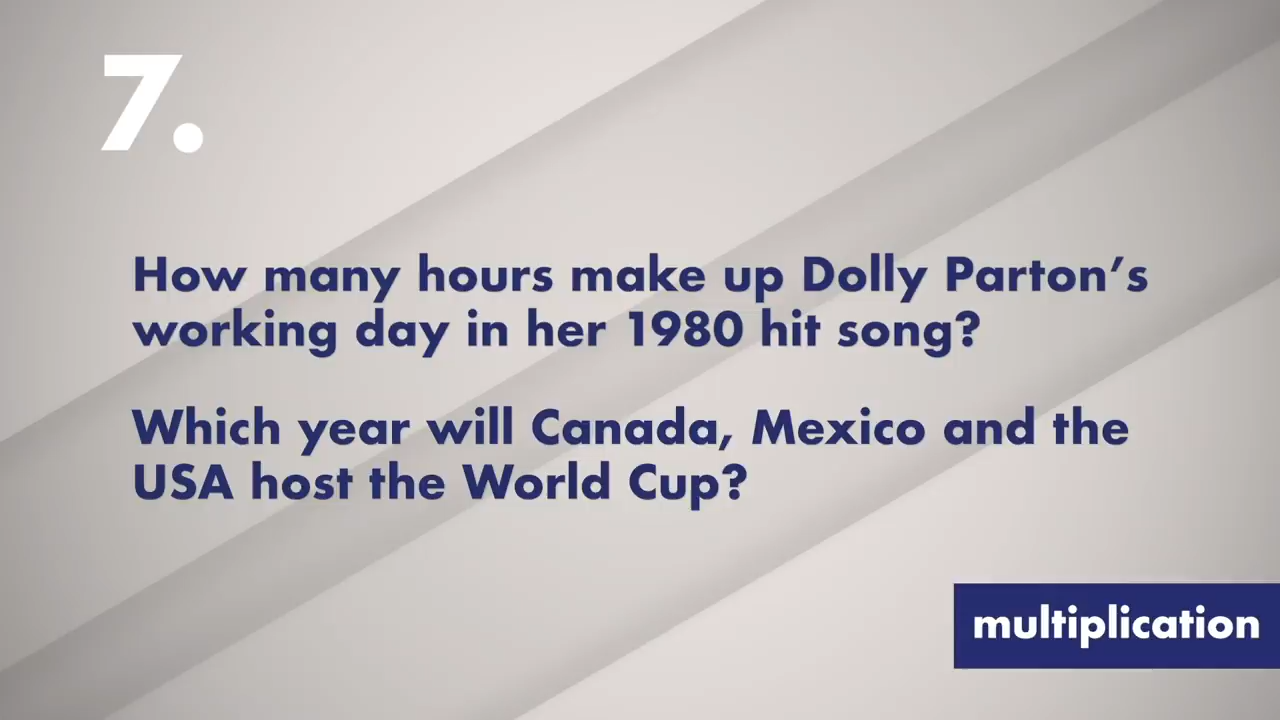 7.
How many hours make up Dolly Parton’s
working day in her 1980 hit song?
Which year will Canada, Mexico and the
USA host the World Cup?
multiplication